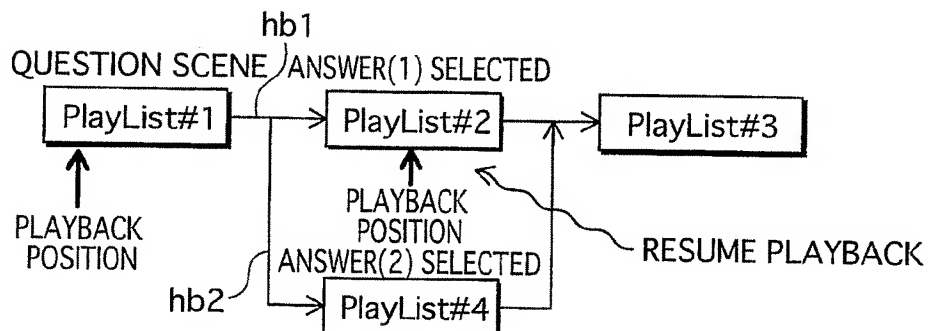 hb1
QUESTION SCENE ANSWER(1) SELECTED
PlayList#1
PlayList#2
PlayList#3
PLAYBACK
POSITION
PLAYBACK
POSITION
RESUME PLAYBACK
hb2
ANSWER(2) SELECTED
PlayList#4